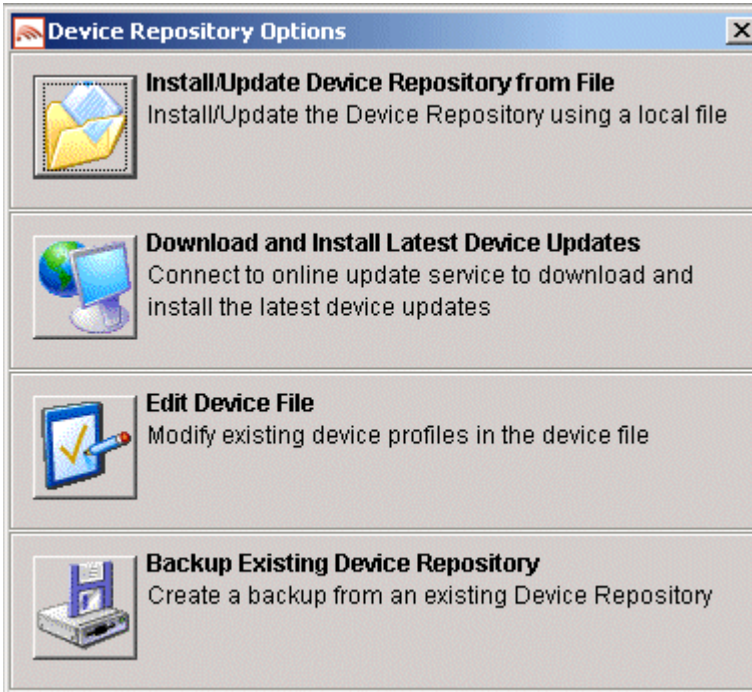 Device Repository Options
Install/Update Device Repository from File
Install/Update the Device Repository using a local file
Download and Install Latest Device Updates
Connect to online update service to download and
install the latest device updates
Edit Device File
Modify existing device profiles in the device file
Backup Existing Device Repository
Create a backup from an existing Device Repository